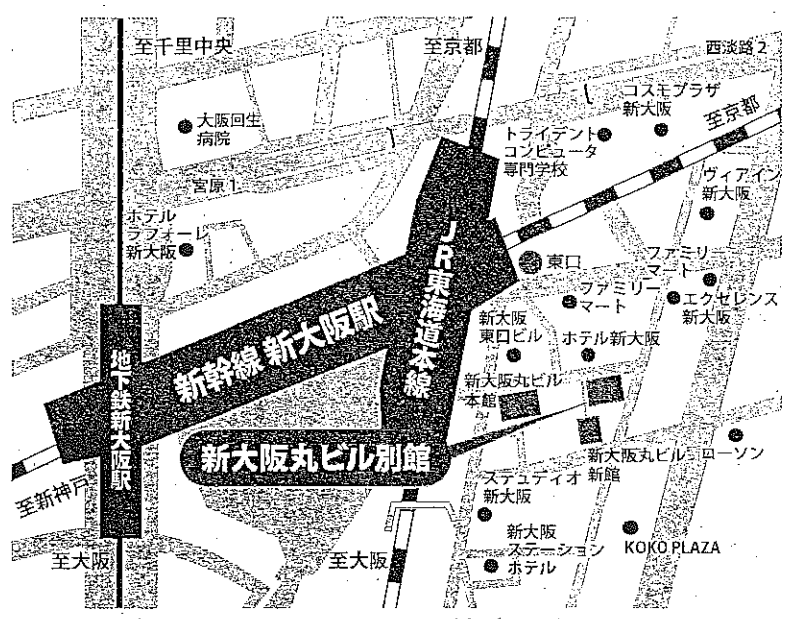 至千里中央
至京都
西淡路2
コスモプラザ
新大阪
至京都
大阪回生
病院
トライデント
コンピュータ
専門学校
ヴィアイン
新大阪
宮原1
ホテル
ラフォーレ
新大阪
JR東海道本線
東口
ファミリー
マート
ファミリー
マート
エクセレンス
新大阪
新幹線 新大阪駅
新大阪
東口ビル
ホテル新大阪
地下鉄新大阪駅
新大阪丸ビル
本館
新大阪丸ビル別館
新大阪丸ビル
新館
ローソン
至新神戸
ステュディオ
新大阪
新大阪
ステーション
ホテル
KOKO PLAZA
至大阪
至大阪